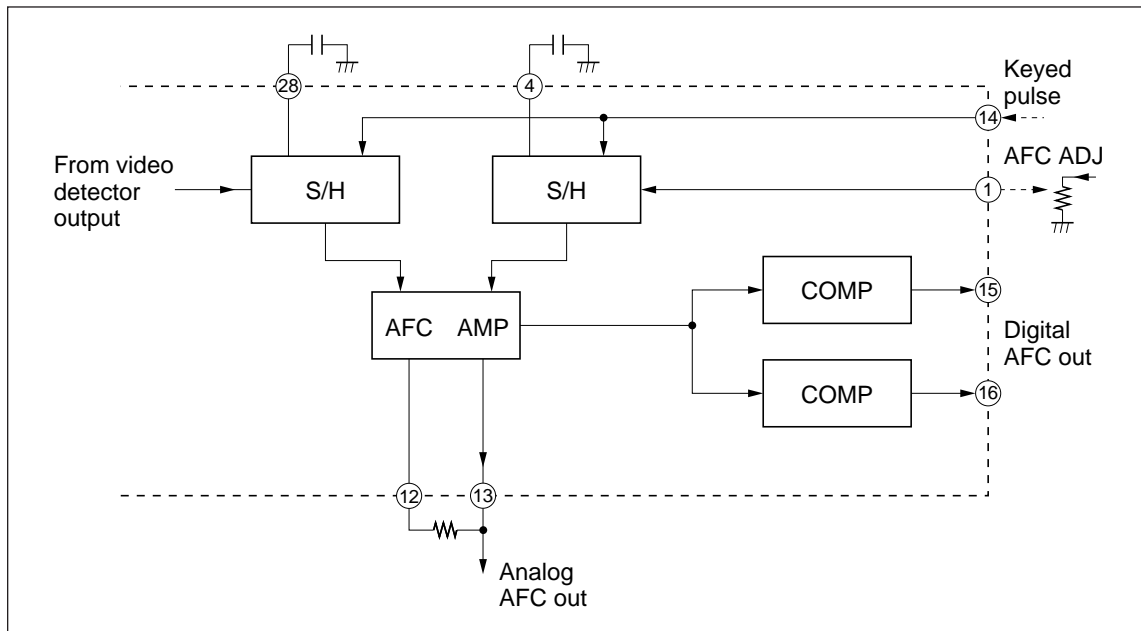 28
4
Keyed
pulse
14
AFC ADJ
From video
detector
output
S/H
S/H
1
COMP
15
AFC AMP
Digital
AFC out
COMP
16
12
13
Analog
AFC out